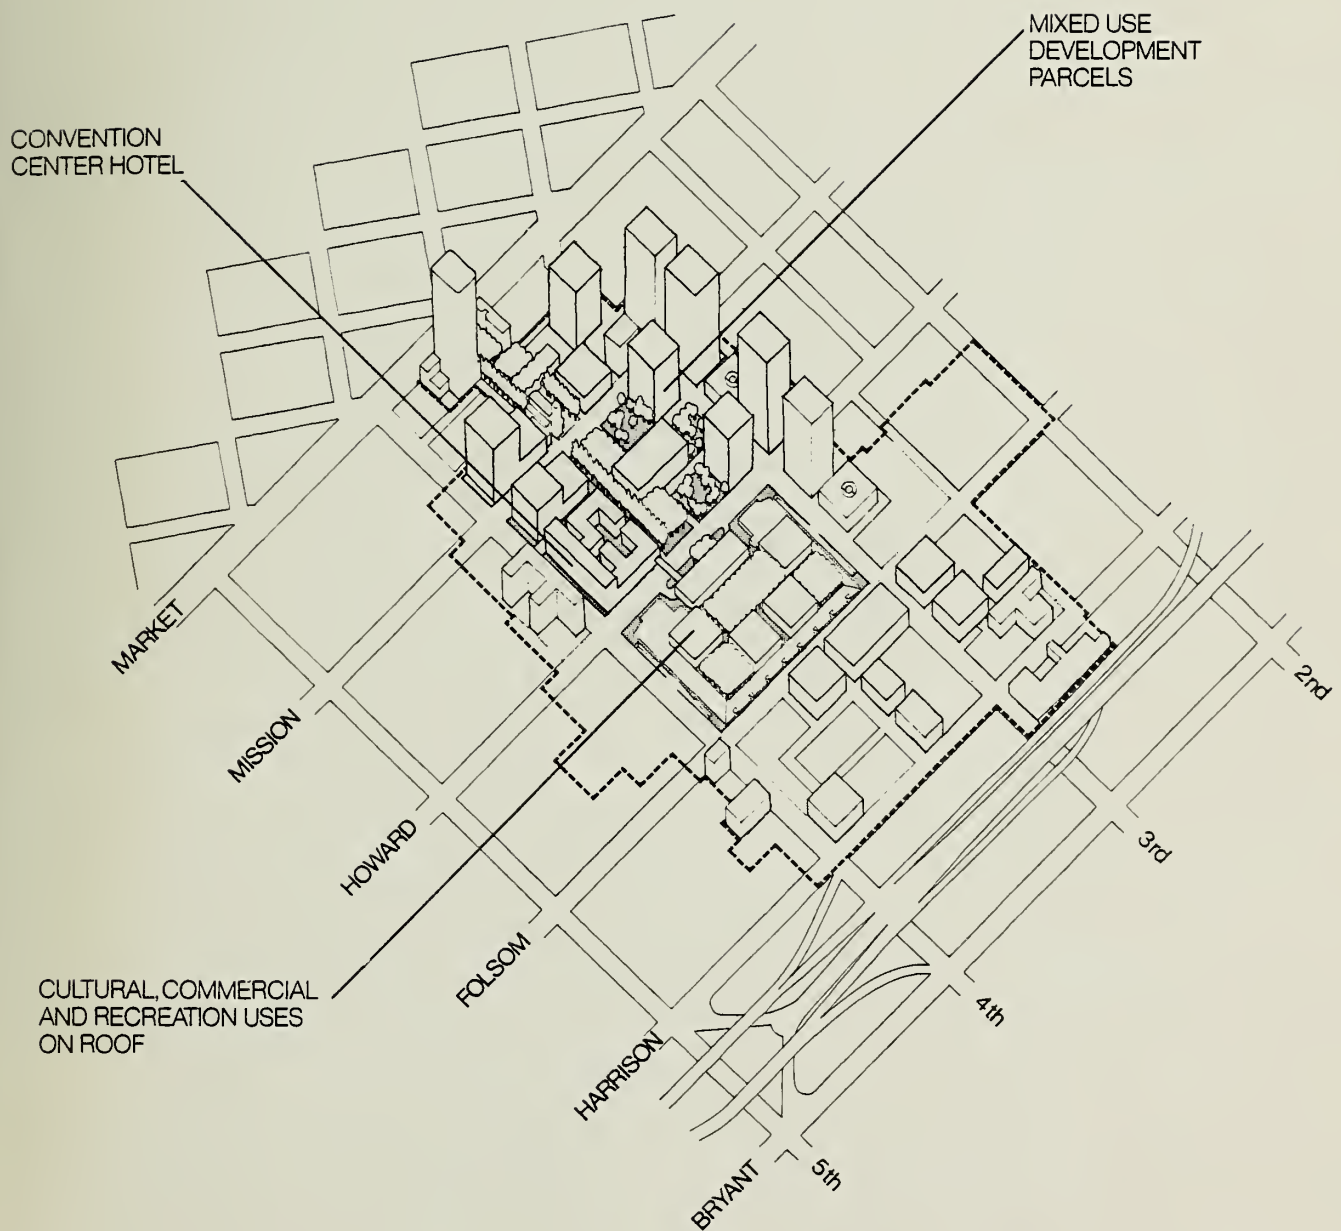 MIXED USE
DEVELOPMENT
PARCELS
CONVENTION
CENTER HOTEL
MARKET
MISSION
HOWARD
FOLSOM
HARRISON
BRYANT
2nd
3rd
4th
5th
CULTURAL, COMMERCIAL
AND RECREATION USES
ON ROOF